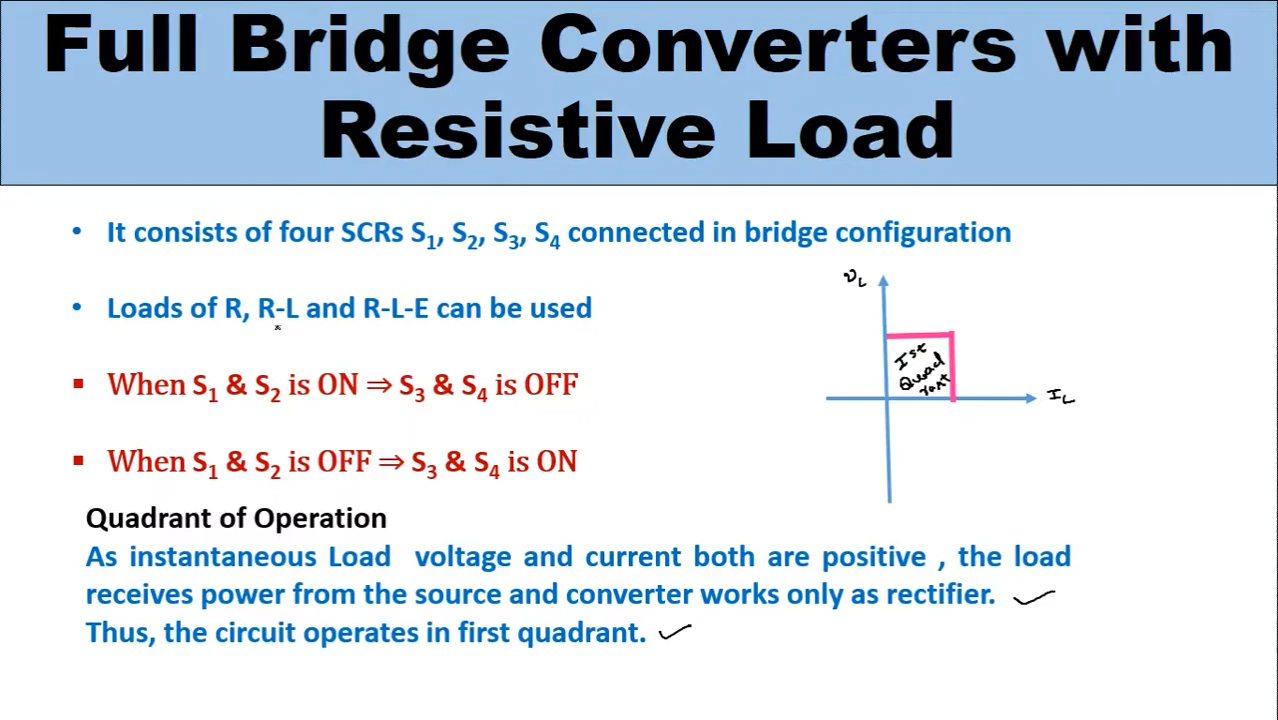 Full Bridge Converters with
Resistive Load
• It consists of four SCRs S₁, S₂, S₃, S₄ connected in bridge configuration
• Loads of R, R-L and R-L-E can be used
▪ When S₁ & S₂ is ON ⇒ S₃ & S₄ is OFF
▪ When S₁ & S₂ is OFF ⇒ S₃ & S₄ is ON
Quadrant of Operation
As instantaneous Load voltage and current both are positive , the load
receives power from the source and converter works only as rectifier.
Thus, the circuit operates in first quadrant.
v_L
Ist
Quad
rant
I_L